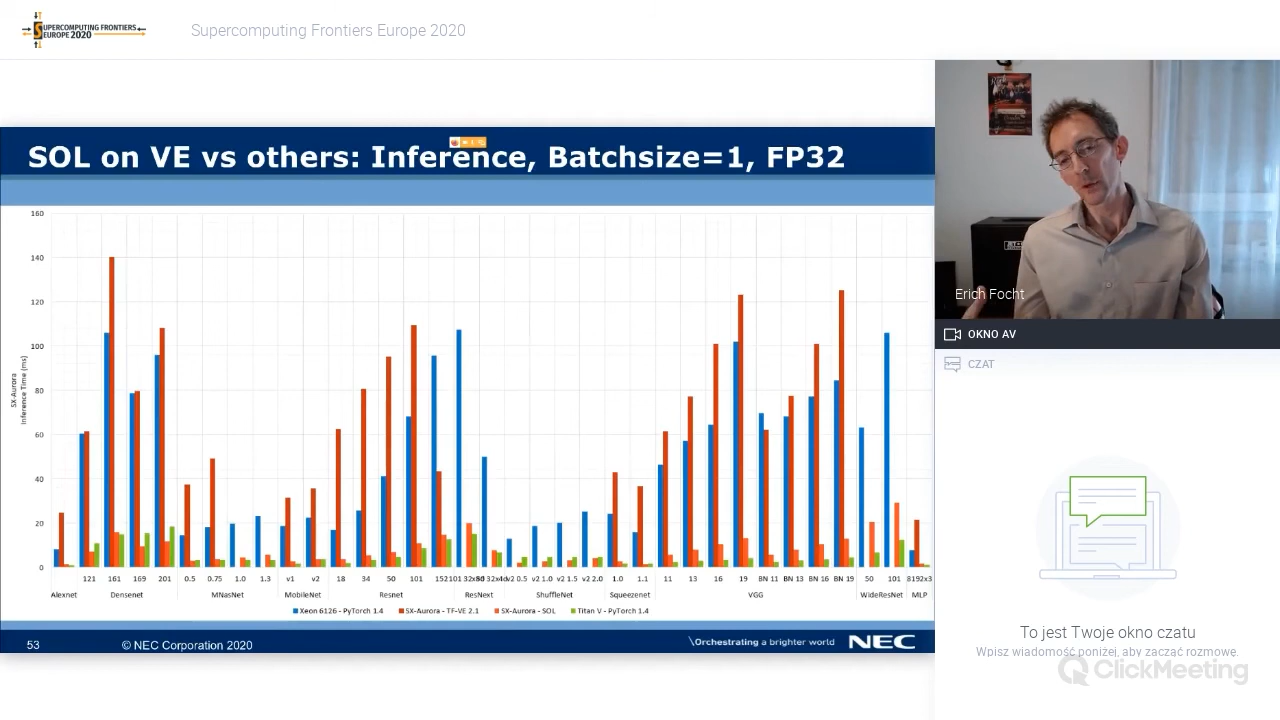 SUPERCOMPUTING FRONTIERS
EUROPE 2020
Supercomputing Frontiers Europe 2020
SOL on VE vs others: Inference, Batchsize=1, FP32
160
140
120
100
80
60
40
20
0
SX-Aurora
Inference Time (ms)
121 161 169 201 0.5 0.75 1.0 1.3 v1 v2 18 34 50 101 152 101 32x8d 50 32x4d v2 0.5 v2 1.0 v2 1.5 v2 2.0 1.0 1.1 11 13 16 19 BN 11 BN 13 BN 16 BN 19 50 101 8192x3
Alexnet Densenet MNasNet MobileNet Resnet ResNext ShuffleNet Squeezenet VGG WideResNet MLP
Xeon 6126 - PyTorch 1.4 SX-Aurora - TF-VE 2.1 SX-Aurora - SOL Titan V - PyTorch 1.4
53 © NEC Corporation 2020 \Orchestrating a brighter world NEC
Erich Focht
OKNO AV
CZAT
To jest Twoje okno czatu
Wpisz wiadomość poniżej, aby zacząć rozmowę.
ClickMeeting